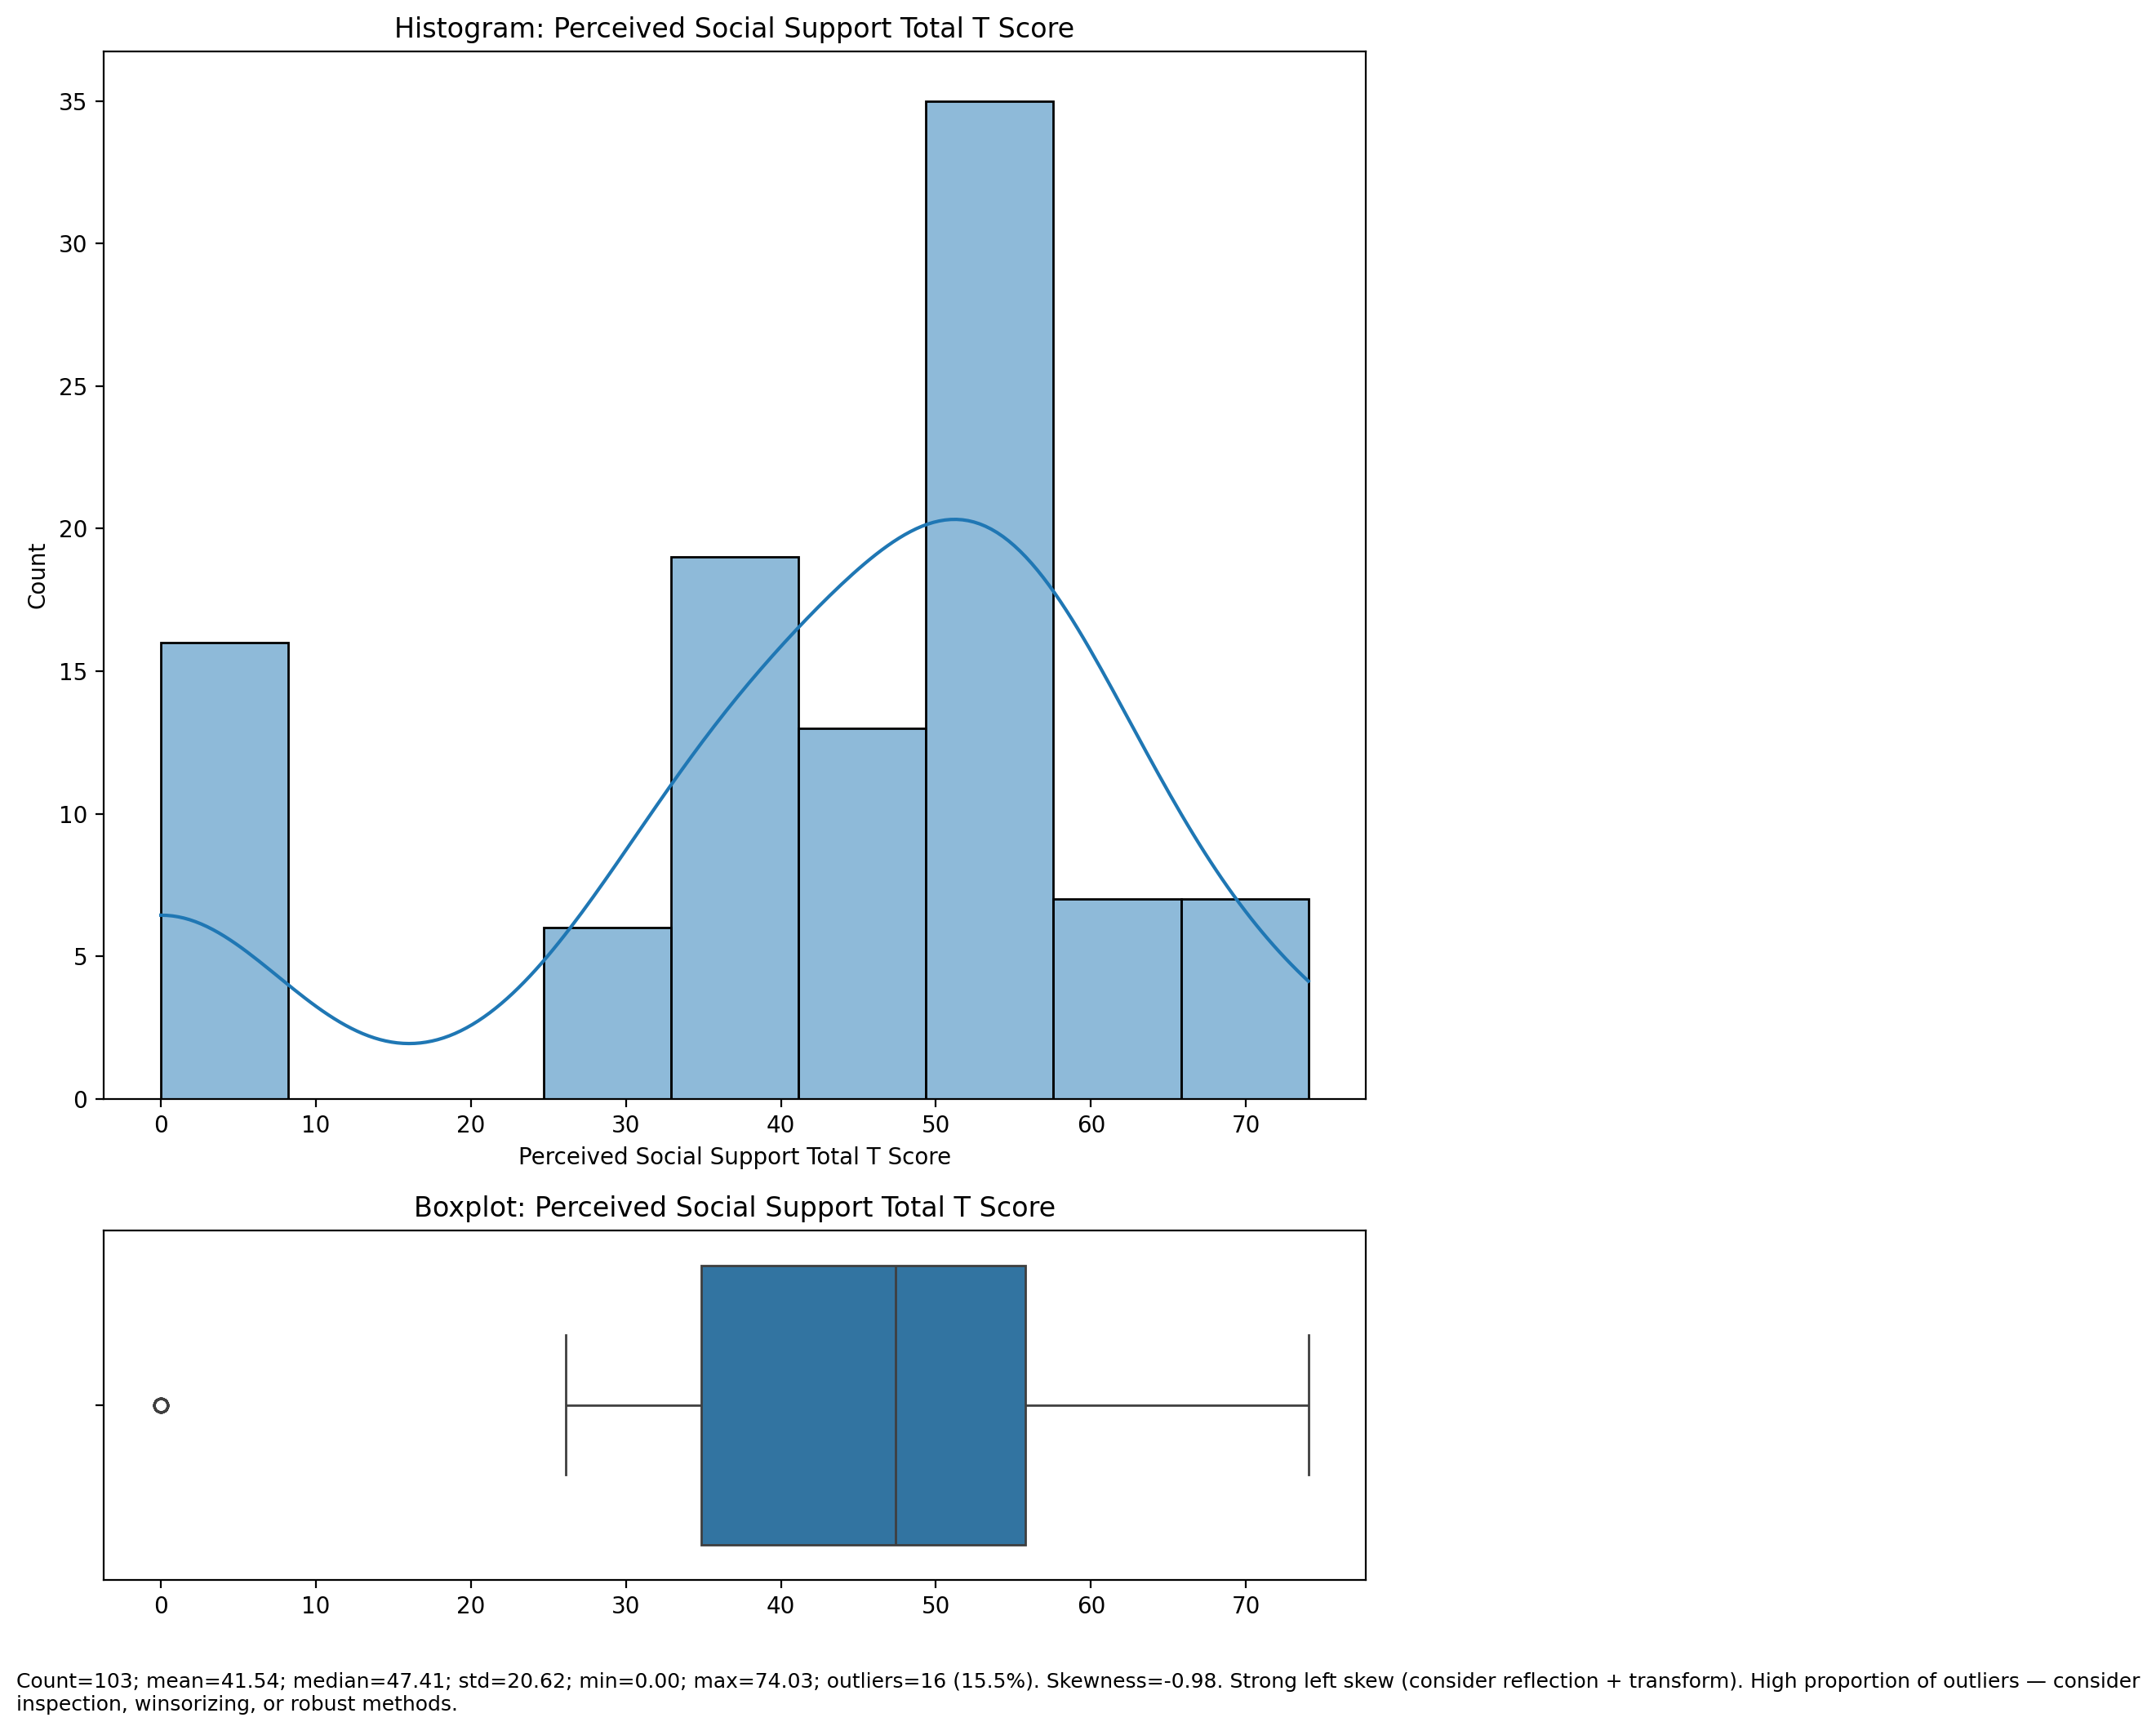 Histogram: Perceived Social Support Total T Score
35
30
25
20
15
10
5
0
Count
0 10 20 30 40 50 60 70
Perceived Social Support Total T Score
Boxplot: Perceived Social Support Total T Score
0 10 20 30 40 50 60 70
Count=103; mean=41.54; median=47.41; std=20.62; min=0.00; max=74.03; outliers=16 (15.5%). Skewness=-0.98. Strong left skew (consider reflection + transform). High proportion of outliers — consider
inspection, winsorizing, or robust methods.